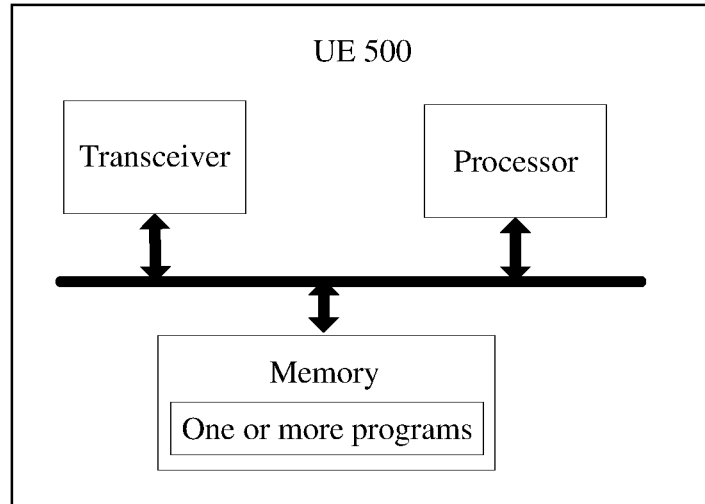 UE 500
Transceiver
Processor
Memory
One or more programs